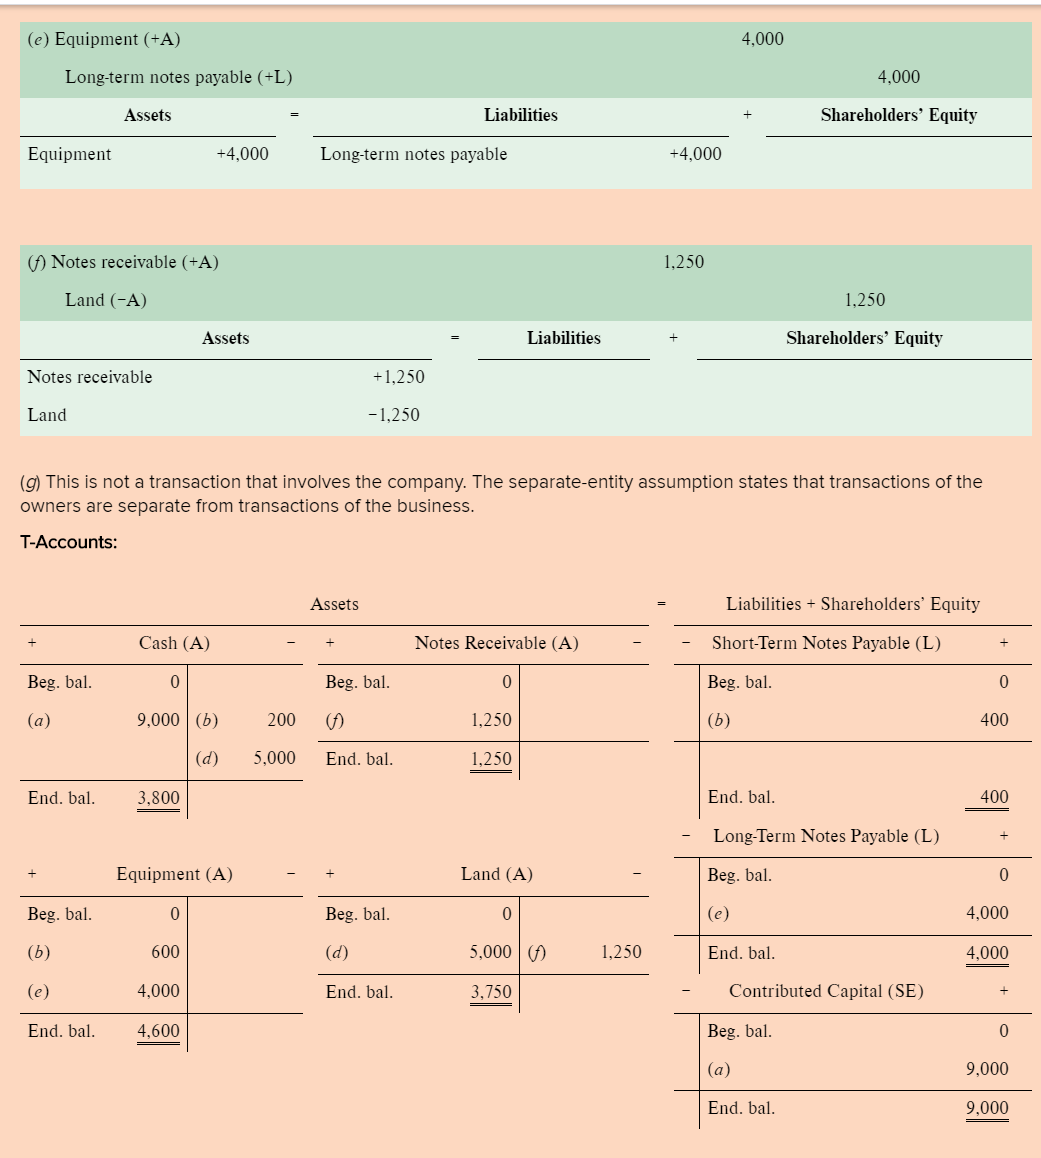 (e) Equipment (+A) 4,000
Long-term notes payable (+L) 4,000
Assets = Liabilities + Shareholders’ Equity
Equipment +4,000 Long-term notes payable +4,000
(f) Notes receivable (+A) 1,250
Land (−A) 1,250
Assets = Liabilities + Shareholders’ Equity
Notes receivable +1,250
Land −1,250
(g) This is not a transaction that involves the company. The separate-entity assumption states that transactions of the
owners are separate from transactions of the business.
T-Accounts:
Assets = Liabilities + Shareholders’ Equity
+ Cash (A) − + Notes Receivable (A) − − Short-Term Notes Payable (L) +
Beg. bal. 0 Beg. bal. 0 Beg. bal. 0
(a) 9,000 (b) 200 (f) 1,250 (b) 400
(d) 5,000 End. bal. 1,250
End. bal. 3,800 End. bal. 400
− Long-Term Notes Payable (L) +
+ Equipment (A) − + Land (A) − Beg. bal. 0
Beg. bal. 0 Beg. bal. 0 (e) 4,000
(b) 600 (d) 5,000 (f) 1,250 End. bal. 4,000
(e) 4,000 End. bal. 3,750 − Contributed Capital (SE) +
End. bal. 4,600 Beg. bal. 0
(a) 9,000
End. bal. 9,000